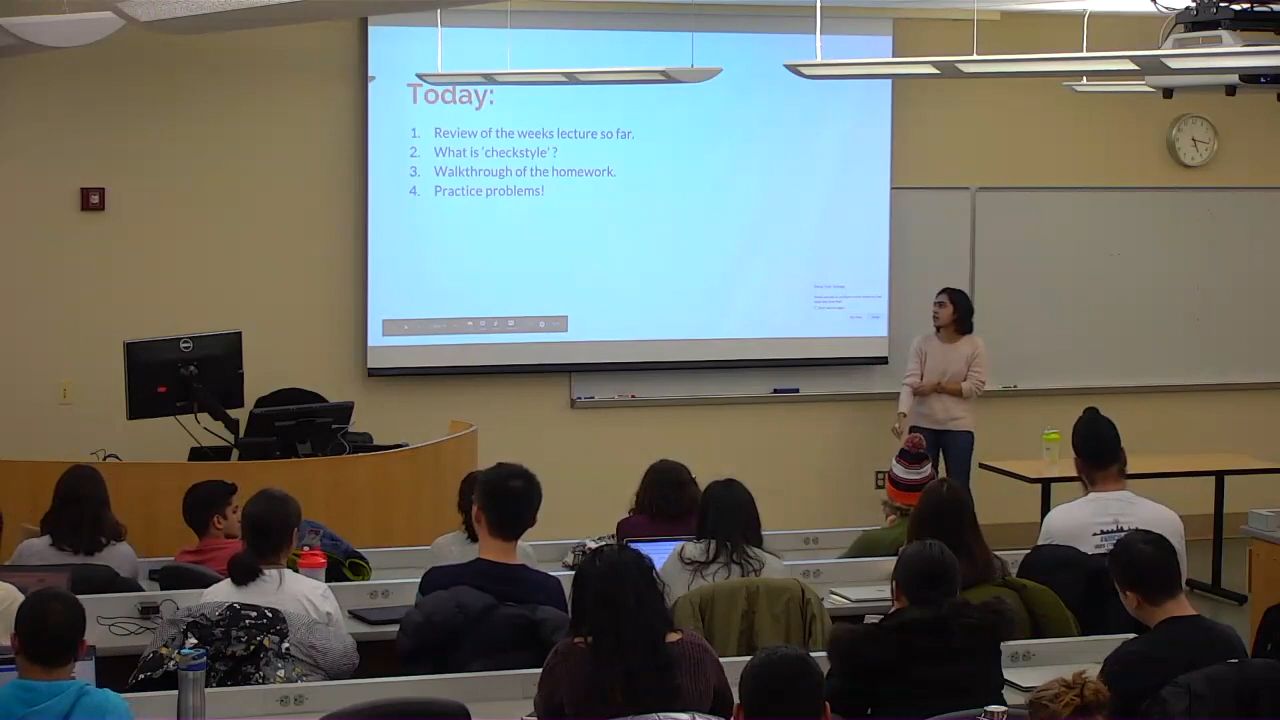 Today:
1. Review of the weeks lecture so far.
2. What is 'checkstyle'?
3. Walkthrough of the homework.
4. Practice problems!
DELL